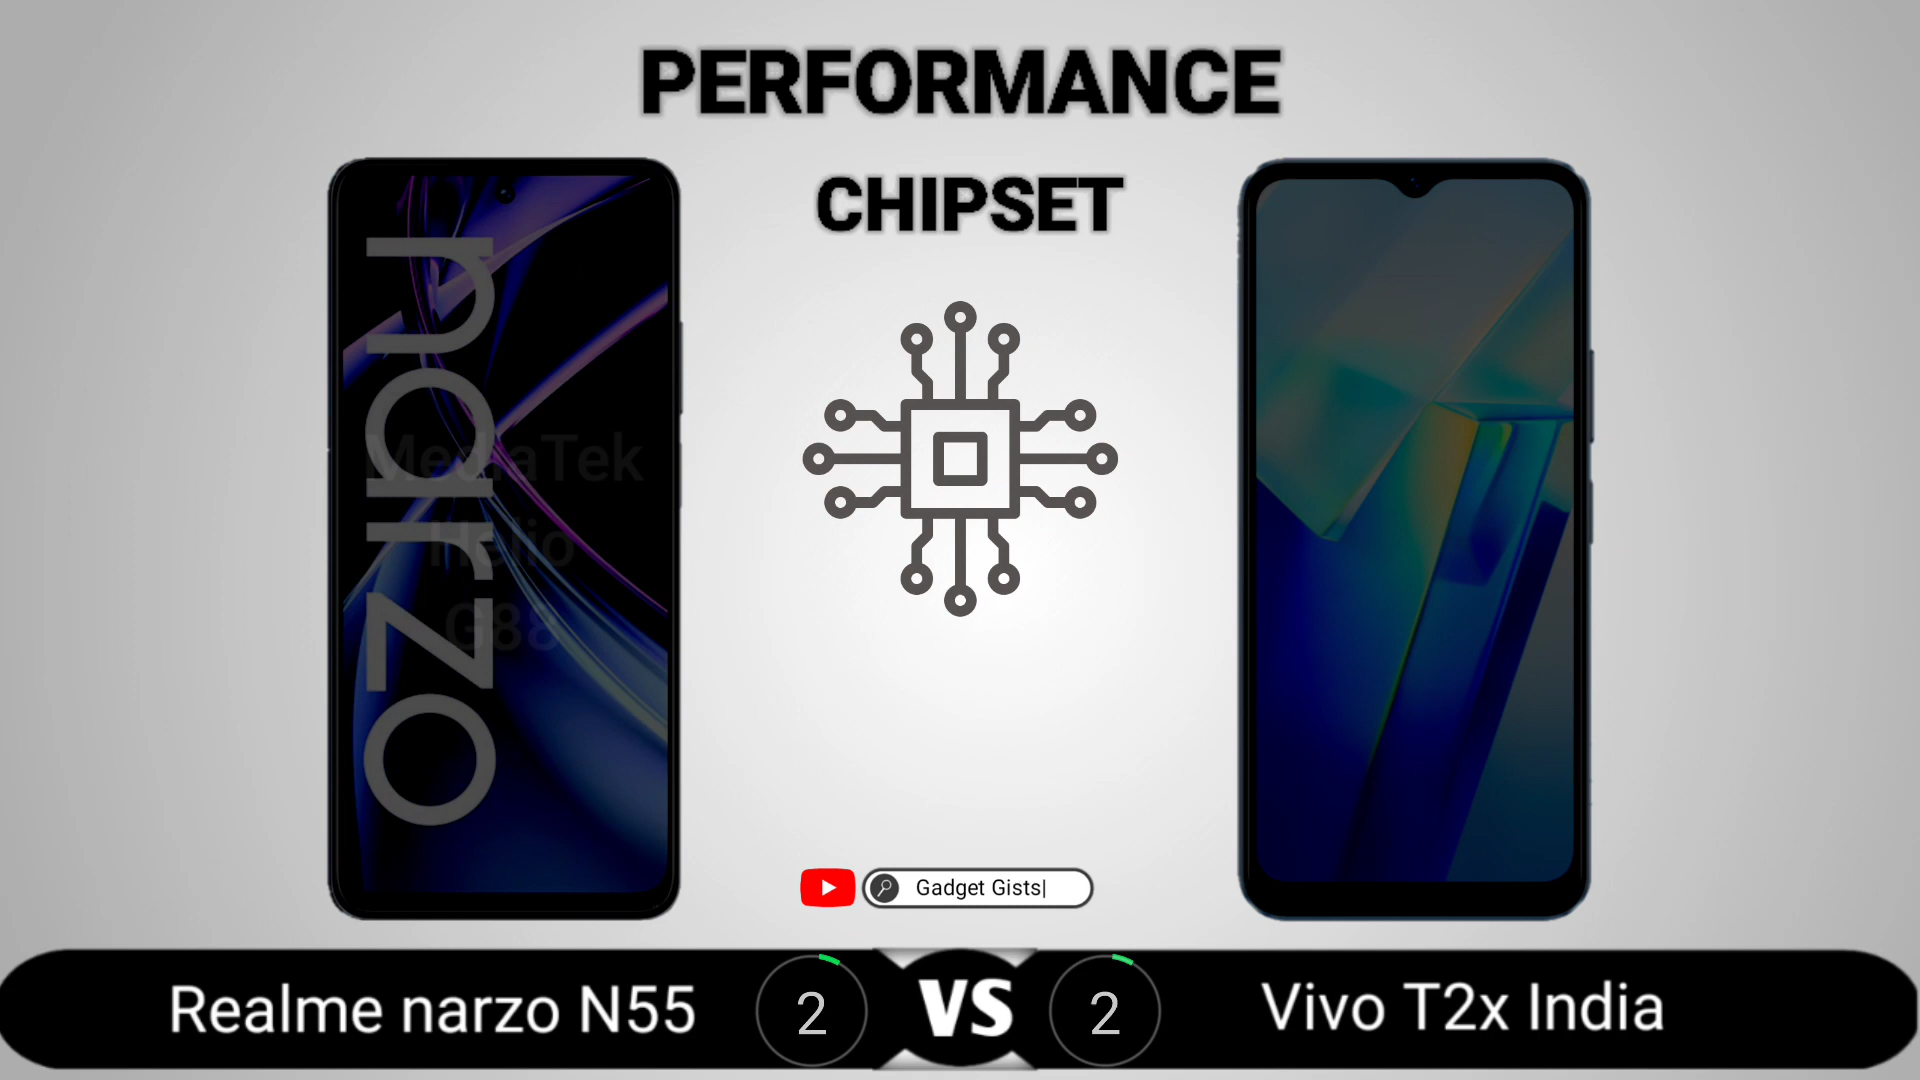 PERFORMANCE
CHIPSET
narzo
MediaTek
Helio
G88
Gadget Gists|
Realme narzo N55
2
VS
2
Vivo T2x India